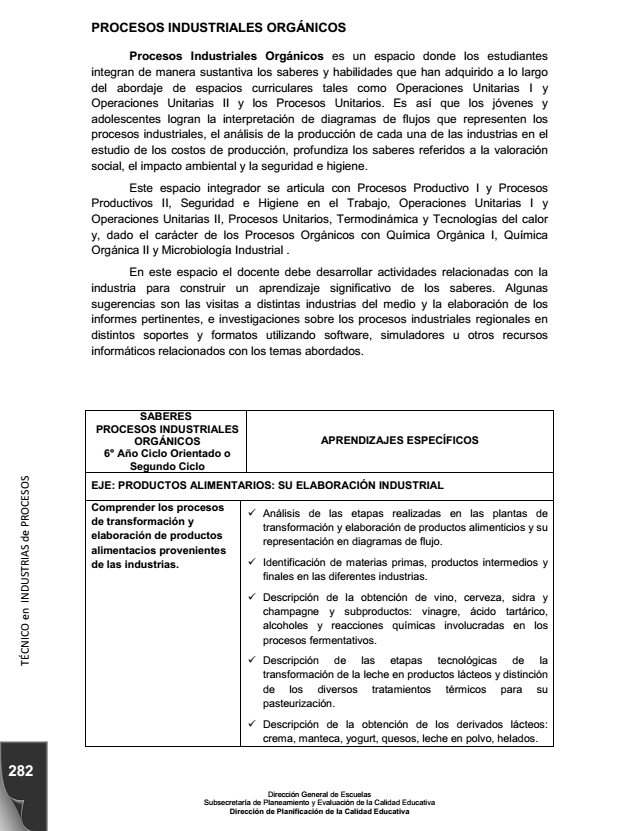 PROCESOS INDUSTRIALES ORGÁNICOS
Procesos Industriales Orgánicos es un espacio donde los estudiantes
integran de manera sustantiva los saberes y habilidades que han adquirido a lo largo
del abordaje de espacios curriculares tales como Operaciones Unitarias I y
Operaciones Unitarias II y los Procesos Unitarios. Es así que los jóvenes y
adolescentes logran la interpretación de diagramas de flujos que representen los
procesos industriales, el análisis de la producción de cada una de las industrias en el
estudio de los costos de producción, profundiza los saberes referidos a la valoración
social, el impacto ambiental y la seguridad e higiene.
Este espacio integrador se articula con Procesos Productivo I y Procesos
Productivos II, Seguridad e Higiene en el Trabajo, Operaciones Unitarias I y
Operaciones Unitarias II, Procesos Unitarios, Termodinámica y Tecnologías del calor
y, dado el carácter de los Procesos Orgánicos con Química Orgánica I, Química
Orgánica II y Microbiología Industrial .
En este espacio el docente debe desarrollar actividades relacionadas con la
industria para construir un aprendizaje significativo de los saberes. Algunas
sugerencias son las visitas a distintas industrias del medio y la elaboración de los
informes pertinentes, e investigaciones sobre los procesos industriales regionales en
distintos soportes y formatos utilizando software, simuladores u otros recursos
informáticos relacionados con los temas abordados.
SABERES
PROCESOS INDUSTRIALES
ORGÁNICOS
6° Año Ciclo Orientado o
Segundo Ciclo
APRENDIZAJES ESPECÍFICOS
EJE: PRODUCTOS ALIMENTARIOS: SU ELABORACIÓN INDUSTRIAL
Comprender los procesos
de transformación y
elaboración de productos
alimentacios provenientes
de las industrias.
✓ Análisis de las etapas realizadas en las plantas de
transformación y elaboración de productos alimenticios y su
representación en diagramas de flujo.
✓ Identificación de materias primas, productos intermedios y
finales en las diferentes industrias.
✓ Descripción de la obtención de vino, cerveza, sidra y
champagne y subproductos: vinagre, ácido tartárico,
alcoholes y reacciones químicas involucradas en los
procesos fermentativos.
✓ Descripción de las etapas tecnológicas de la
transformación de la leche en productos lácteos y distinción
de los diversos tratamientos térmicos para su
pasteurización.
✓ Descripción de la obtención de los derivados lácteos:
crema, manteca, yogurt, quesos, leche en polvo, helados.
TÉCNICO en INDUSTRIAS de PROCESOS
282
Dirección General de Escuelas
Subsecretaría de Planeamiento y Evaluación de la Calidad Educativa
Dirección de Planificación de la Calidad Educativa